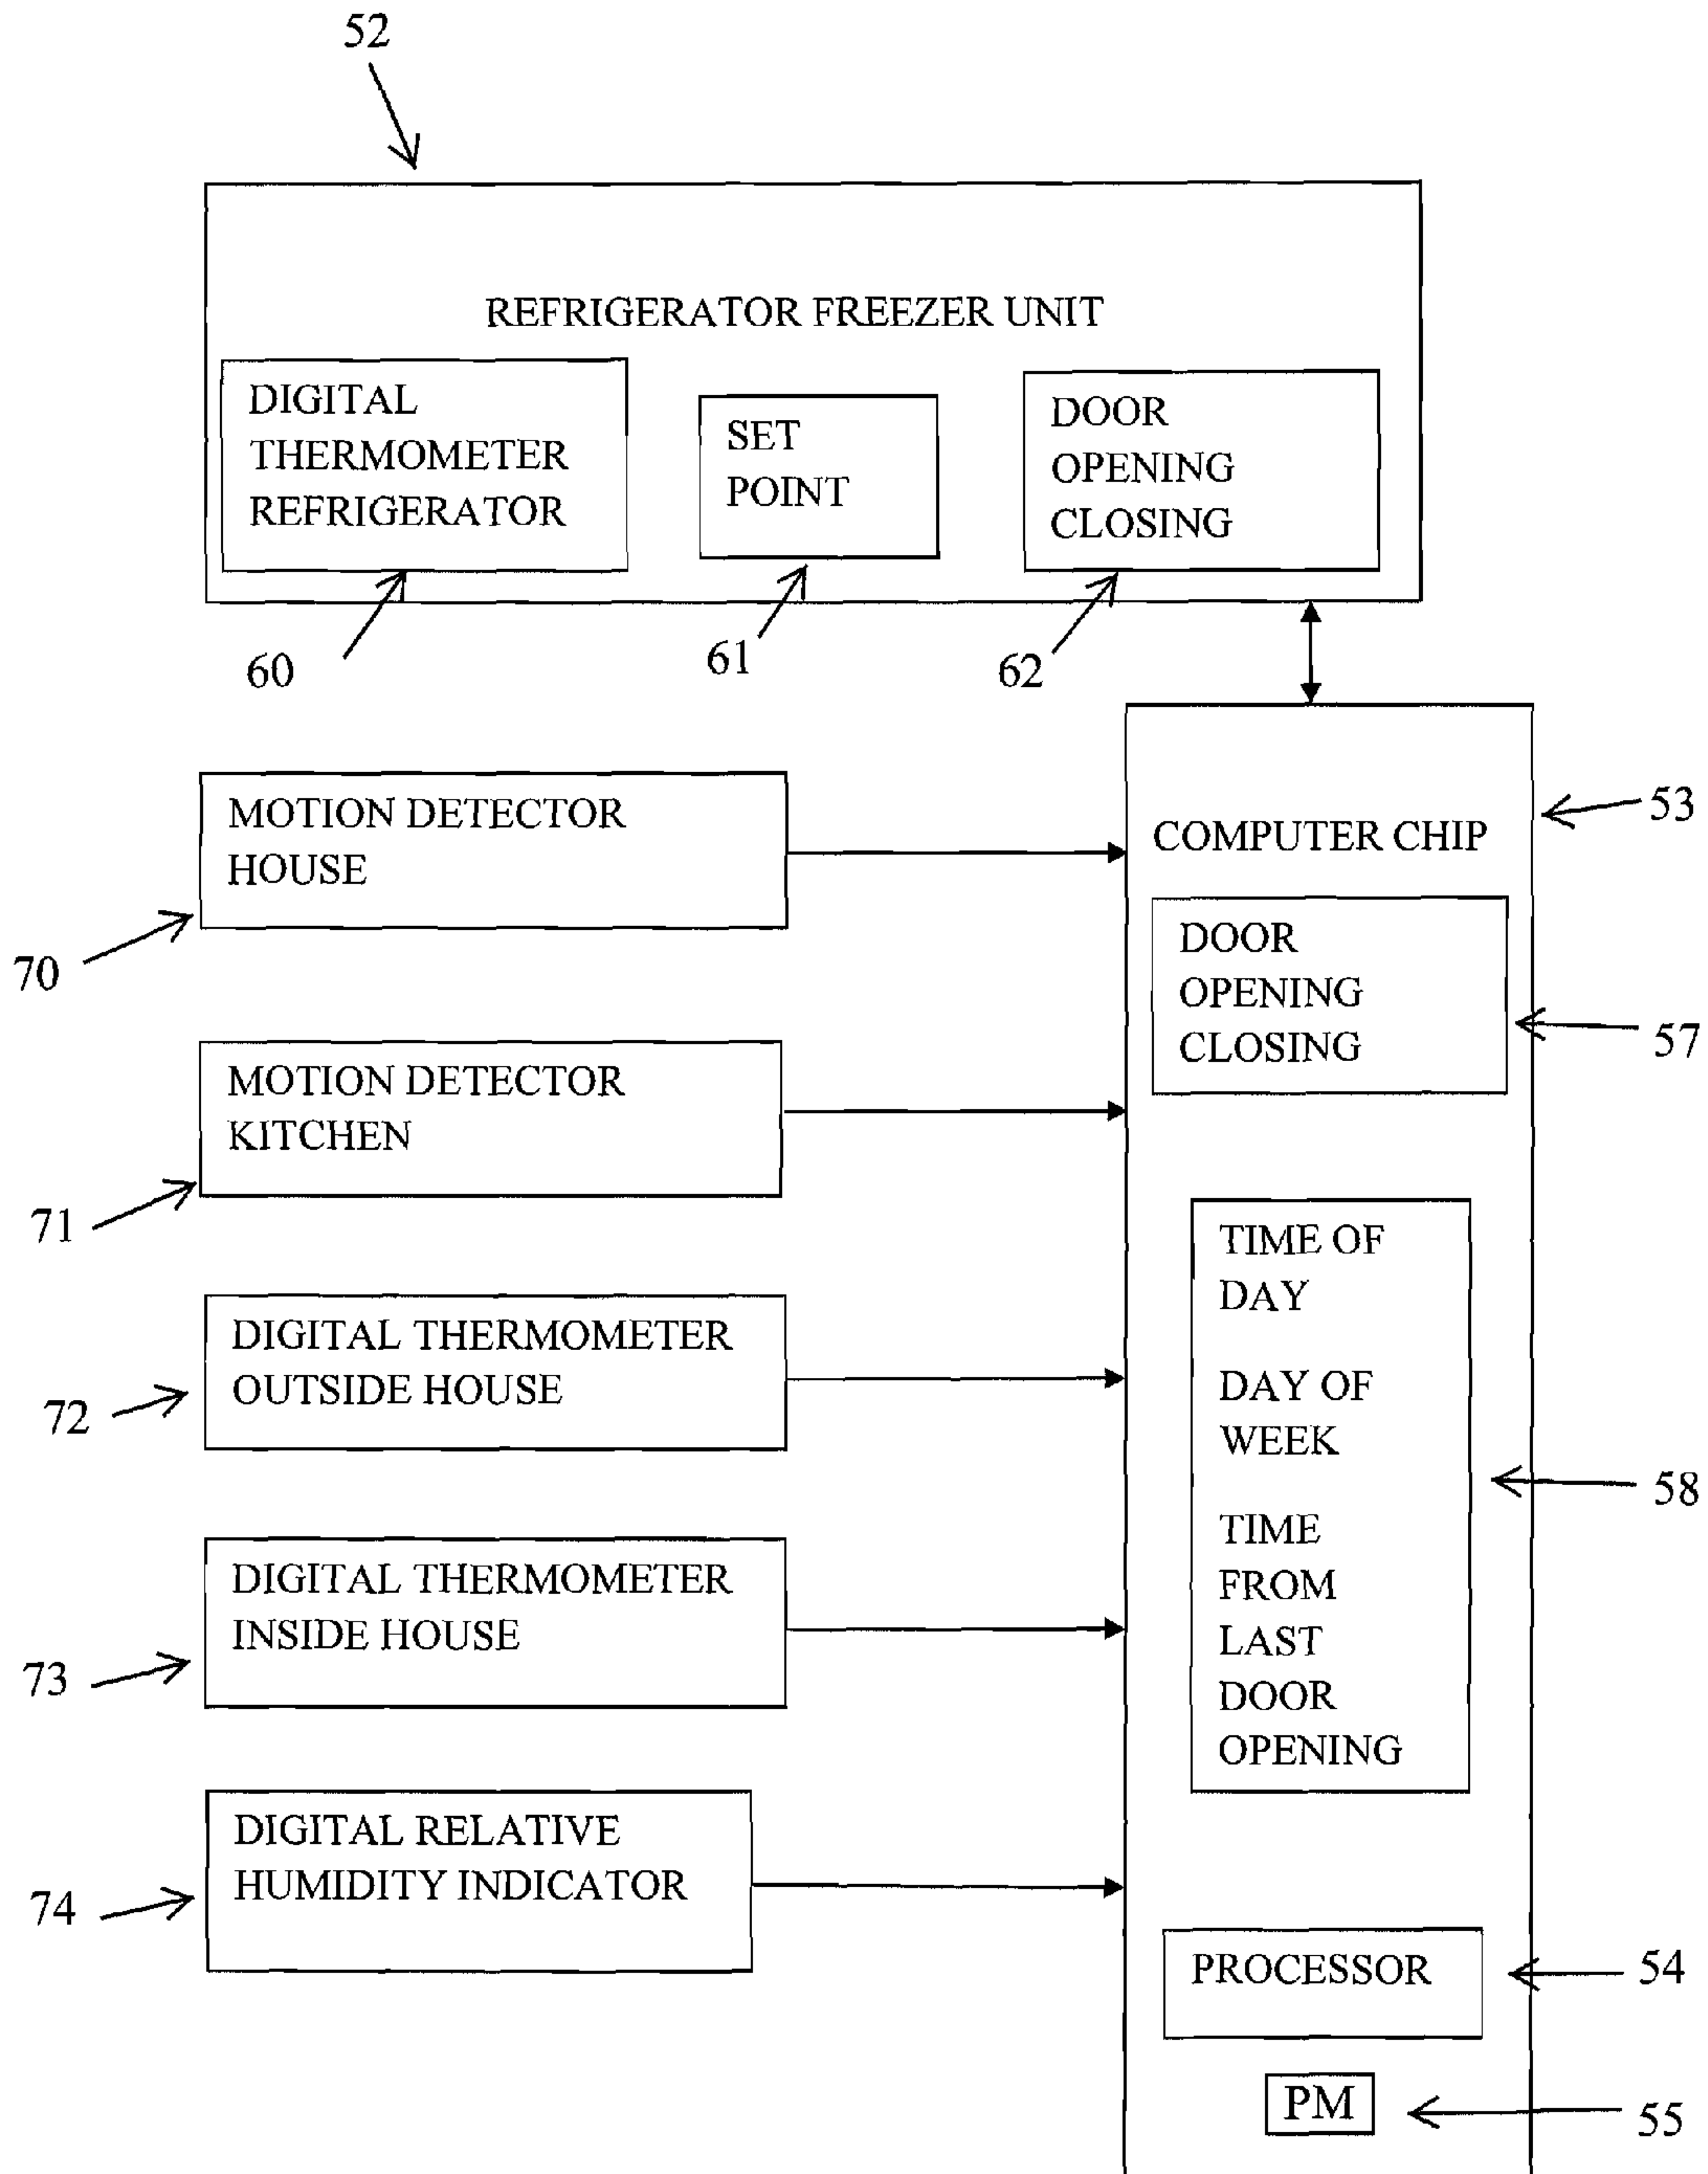 52
REFRIGERATOR FREEZER UNIT
DIGITAL
THERMOMETER
REFRIGERATOR
SET
POINT
DOOR
OPENING
CLOSING
60
61
62
MOTION DETECTOR
HOUSE
70
MOTION DETECTOR
KITCHEN
71
DIGITAL THERMOMETER
OUTSIDE HOUSE
72
DIGITAL THERMOMETER
INSIDE HOUSE
73
DIGITAL RELATIVE
HUMIDITY INDICATOR
74
COMPUTER CHIP
53
DOOR
OPENING
CLOSING
57
TIME OF
DAY
DAY OF
WEEK
TIME
FROM
LAST
DOOR
OPENING
58
PROCESSOR
54
PM
55